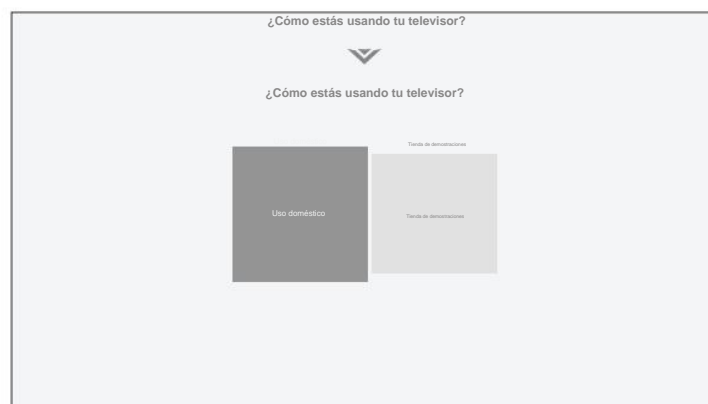 ¿Cómo estás usando tu televisor?
¿Cómo estás usando tu televisor?
Tienda de demostraciones
Uso doméstico
Tienda de demostraciones